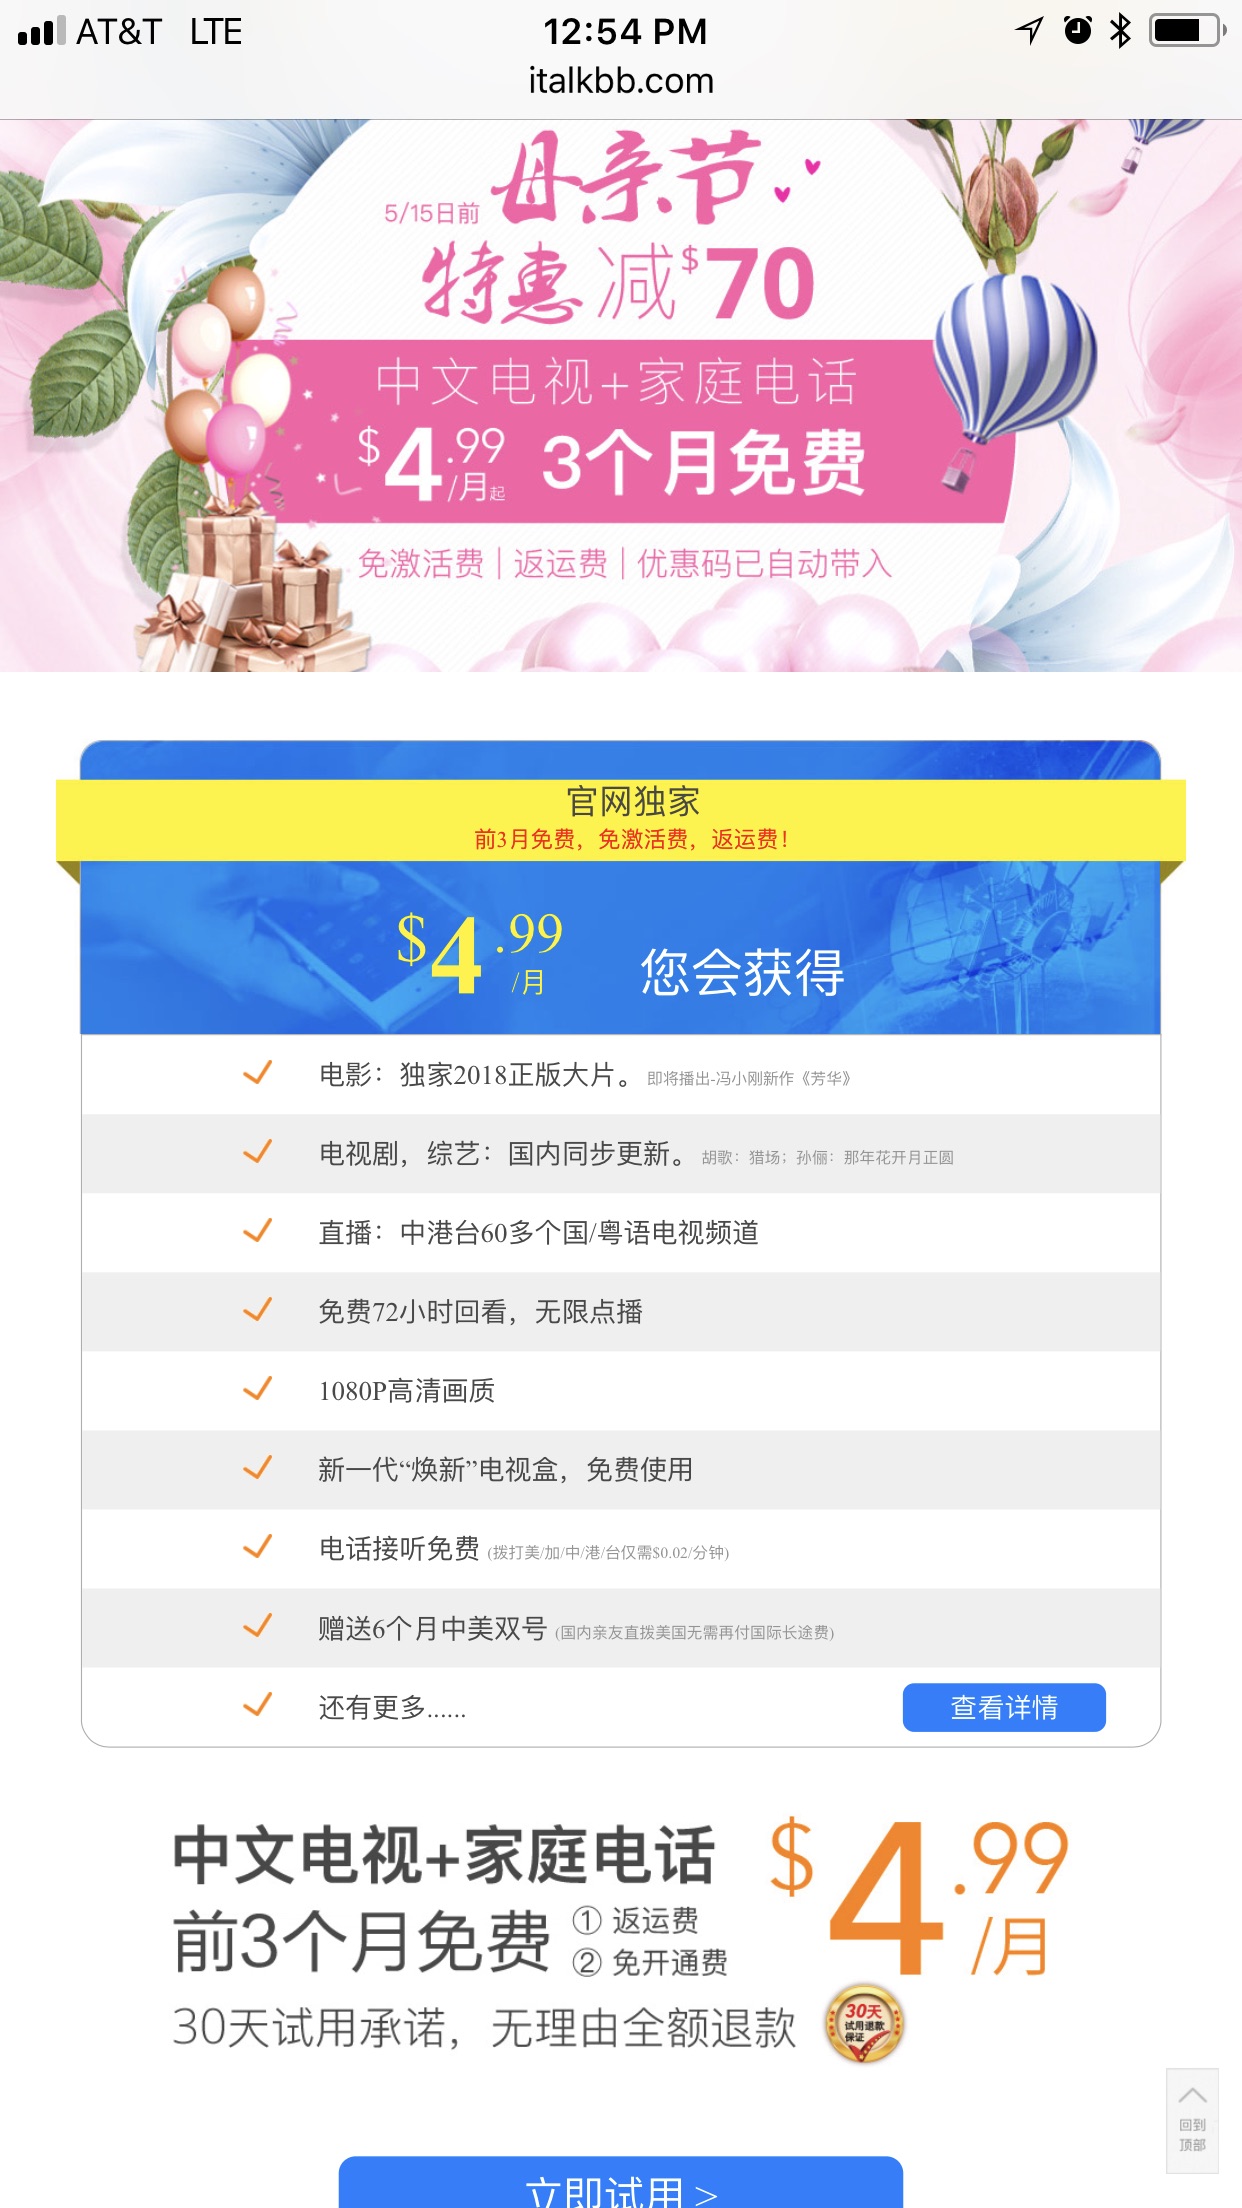 AT&T LTE 12:54 PM
italkbb.com
5/15日前 母亲节
特惠 减$70
中文电视+家庭电话
$4.99/月起 3个月免费
免激活费|返运费|优惠码已自动带入
官网独家
前3月免费，免激活费，返运费！
$4.99/月 您会获得
电影：独家2018正版大片。 即将播出-冯小刚新作《芳华》
电视剧，综艺：国内同步更新。 胡歌：猎场；孙俪：那年花开月正圆
直播：中港台60多个国/粤语电视频道
免费72小时回看，无限点播
1080P高清画质
新一代“焕新”电视盒，免费使用
电话接听免费 (拨打美/加/中/港/台仅需$0.02/分钟)
赠送6个月中美双号 (国内亲友直拨美国无需再付国际长途费)
还有更多...... 查看详情
中文电视+家庭电话 $4.99/月
前3个月免费 ① 返运费
② 免开通费
30天试用承诺，无理由全额退款
30天
试用退款
保证
回到
顶部
立即试用 >